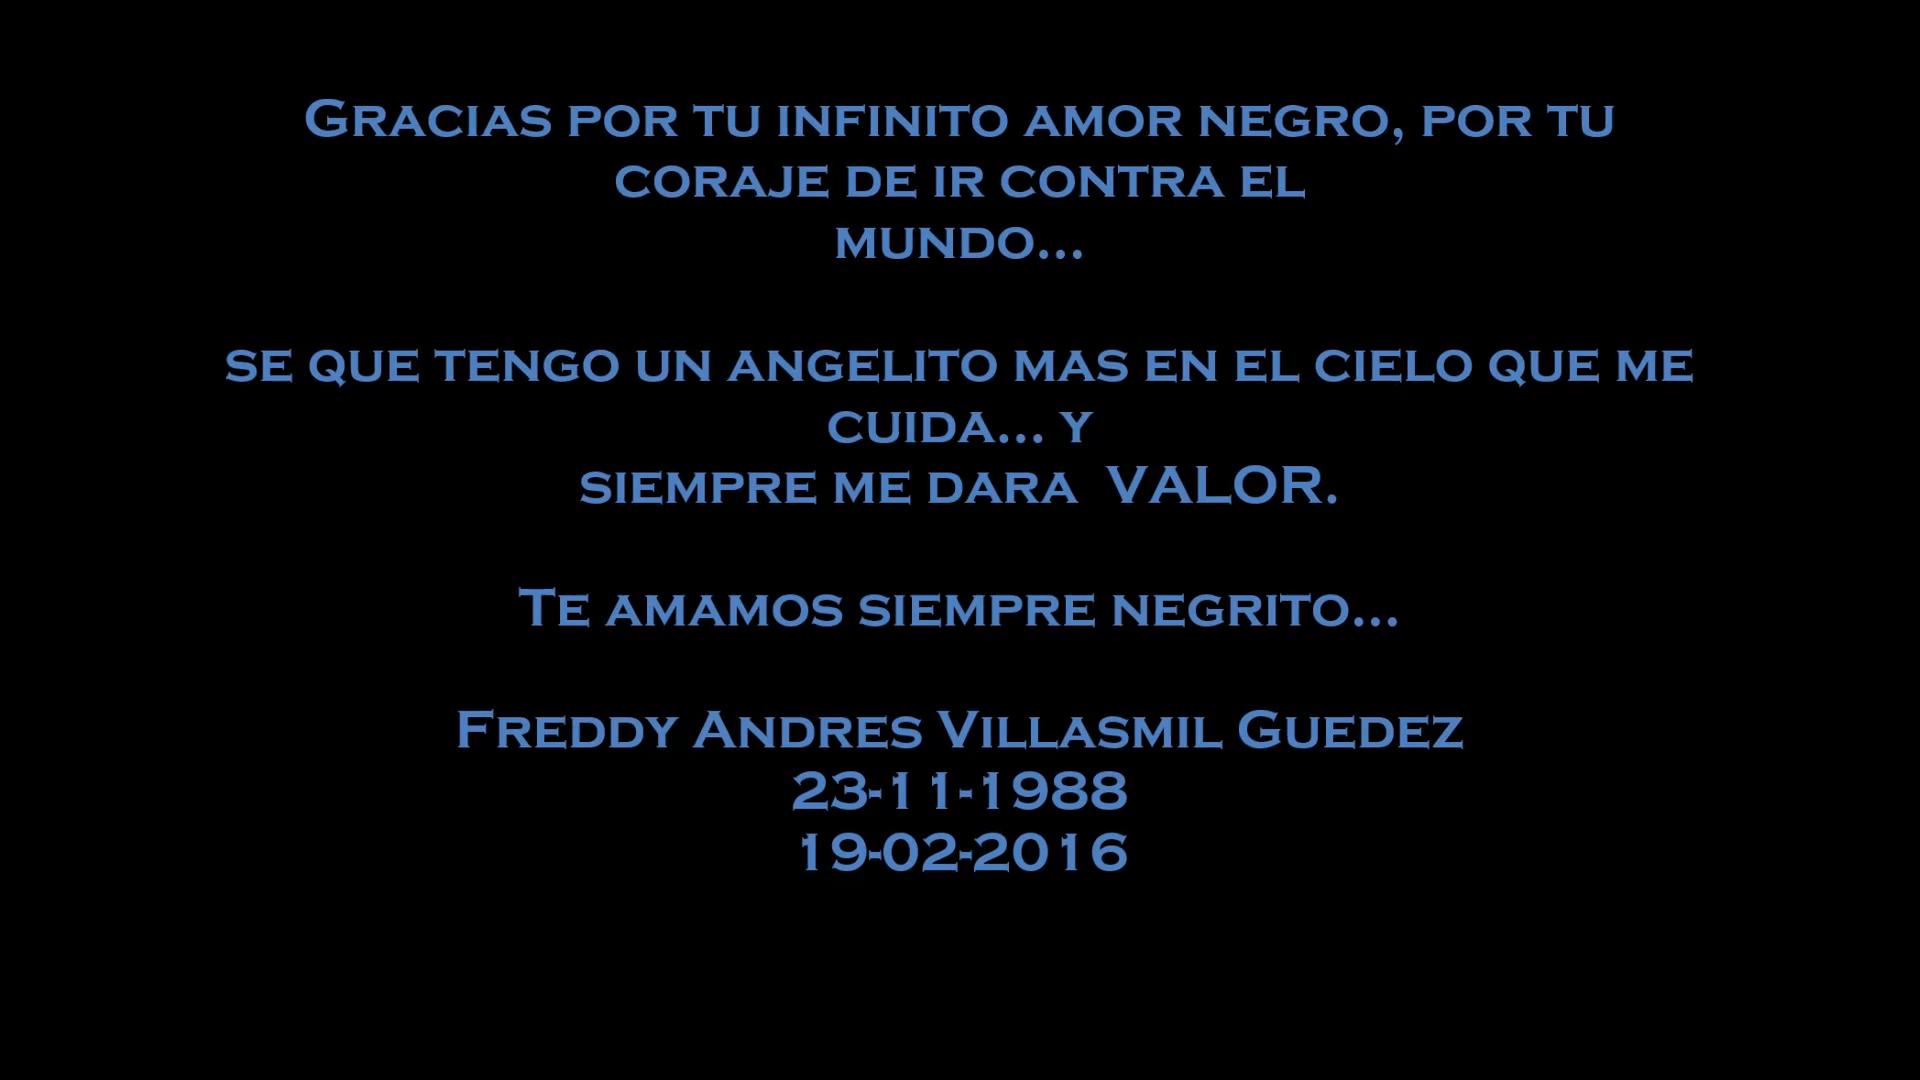 Gracias por tu infinito amor negro, por tu
coraje de ir contra el
mundo...
se que tengo un angelito mas en el cielo que me
cuida... y
siempre me dara  VALOR.
Te amamos siempre negrito...
Freddy Andres Villasmil Guedez
23-11-1988
19-02-2016